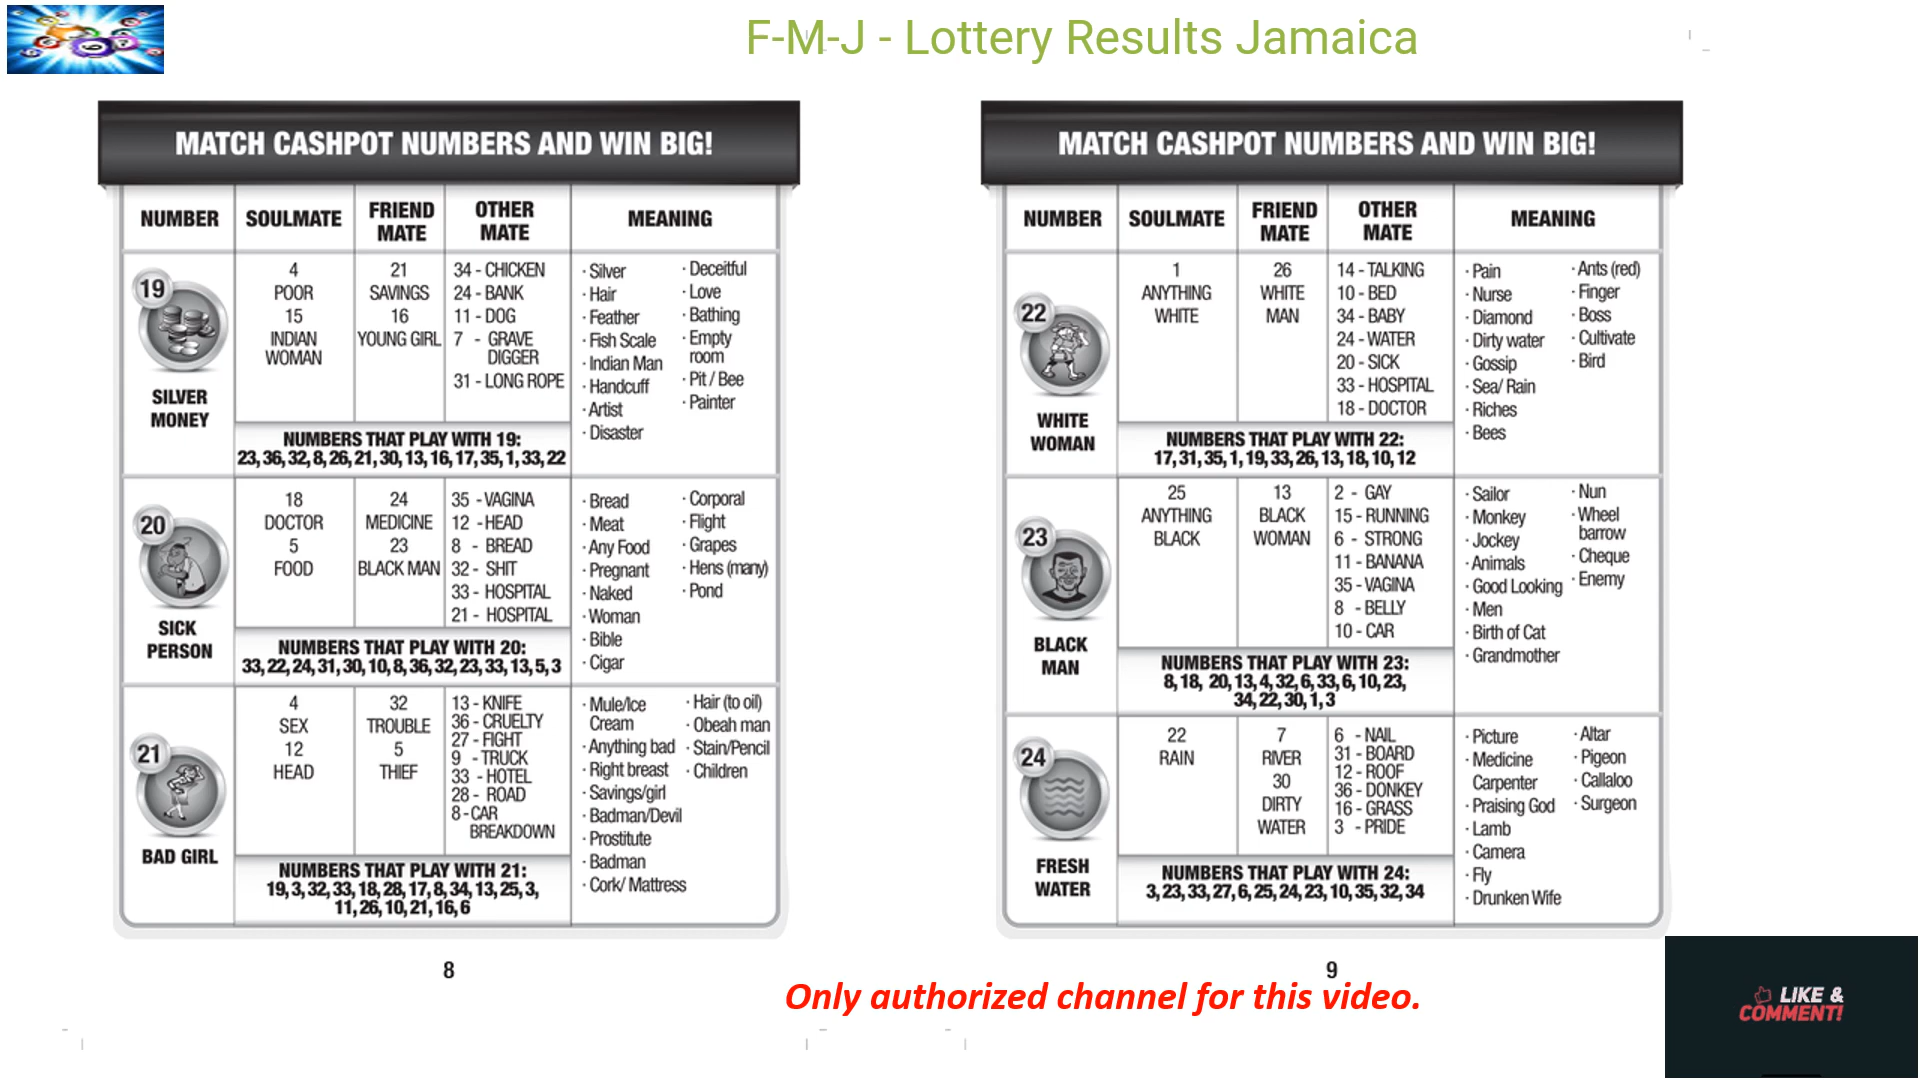 F-M-J - Lottery Results Jamaica
MATCH CASHPOT NUMBERS AND WIN BIG!
NUMBER
SOULMATE
FRIEND
MATE
OTHER
MATE
MEANING
19
SILVER
MONEY
4
POOR
15
INDIAN
WOMAN
21
SAVINGS
16
YOUNG GIRL
34 - CHICKEN
24 - BANK
11 - DOG
7 - GRAVE
DIGGER
31 - LONG ROPE
NUMBERS THAT PLAY WITH 19:
23, 36, 32, 8, 26, 21, 30, 13, 16, 17, 35, 1, 33, 22
· Silver
· Hair
· Feather
· Fish Scale
· Indian Man
· Handcuff
· Artist
· Disaster
· Deceitful
· Love
· Bathing
· Empty
room
· Pit / Bee
· Painter
20
SICK
PERSON
18
DOCTOR
5
FOOD
24
MEDICINE
23
BLACK MAN
35 - VAGINA
12 - HEAD
8 - BREAD
32 - SHIT
33 - HOSPITAL
21 - HOSPITAL
NUMBERS THAT PLAY WITH 20:
33, 22, 24, 31, 30, 10, 8, 36, 32, 23, 33, 13, 5, 3
· Bread
· Meat
· Any Food
· Pregnant
· Naked
· Woman
· Bible
· Cigar
· Corporal
· Flight
· Grapes
· Hens (many)
· Pond
21
BAD GIRL
4
SEX
12
HEAD
32
TROUBLE
5
THIEF
13 - KNIFE
36 - CRUELTY
27 - FIGHT
9 - TRUCK
33 - HOTEL
28 - ROAD
8 - CAR
BREAKDOWN
NUMBERS THAT PLAY WITH 21:
19, 3, 32, 33, 18, 28, 17, 8, 34, 13, 25, 3,
11, 26, 10, 21, 16, 6
· Mule/Ice
Cream
· Anything bad
· Right breast
· Savings/girl
· Badman/Devil
· Prostitute
· Badman
· Cork/ Mattress
· Hair (to oil)
· Obeah man
· Stain/Pencil
· Children
8
MATCH CASHPOT NUMBERS AND WIN BIG!
NUMBER
SOULMATE
FRIEND
MATE
OTHER
MATE
MEANING
22
WHITE
WOMAN
1
ANYTHING
WHITE
26
WHITE
MAN
14 - TALKING
10 - BED
34 - BABY
24 - WATER
20 - SICK
33 - HOSPITAL
18 - DOCTOR
NUMBERS THAT PLAY WITH 22:
17, 31, 35, 1, 19, 33, 26, 13, 18, 10, 12
· Pain
· Nurse
· Diamond
· Dirty water
· Gossip
· Sea/ Rain
· Riches
· Bees
· Ants (red)
· Finger
· Boss
· Cultivate
· Bird
23
BLACK
MAN
25
ANYTHING
BLACK
13
BLACK
WOMAN
2 - GAY
15 - RUNNING
6 - STRONG
11 - BANANA
35 - VAGINA
8 - BELLY
10 - CAR
NUMBERS THAT PLAY WITH 23:
8, 18, 20, 13, 4, 32, 6, 33, 6, 10, 23,
34, 22, 30, 1, 3
· Sailor
· Monkey
· Jockey
· Animals
· Good Looking
· Men
· Birth of Cat
· Grandmother
· Nun
· Wheel
barrow
· Cheque
· Enemy
24
FRESH
WATER
22
RAIN
7
RIVER
30
DIRTY
WATER
6 - NAIL
31 - BOARD
12 - ROOF
36 - DONKEY
16 - GRASS
3 - PRIDE
NUMBERS THAT PLAY WITH 24:
3, 23, 33, 27, 6, 25, 24, 23, 10, 35, 32, 34
· Picture
· Medicine
Carpenter
· Praising God
· Lamb
· Camera
· Fly
· Drunken Wife
· Altar
· Pigeon
· Callaloo
· Surgeon
9
Only authorized channel for this video.
LIKE &
COMMENT!